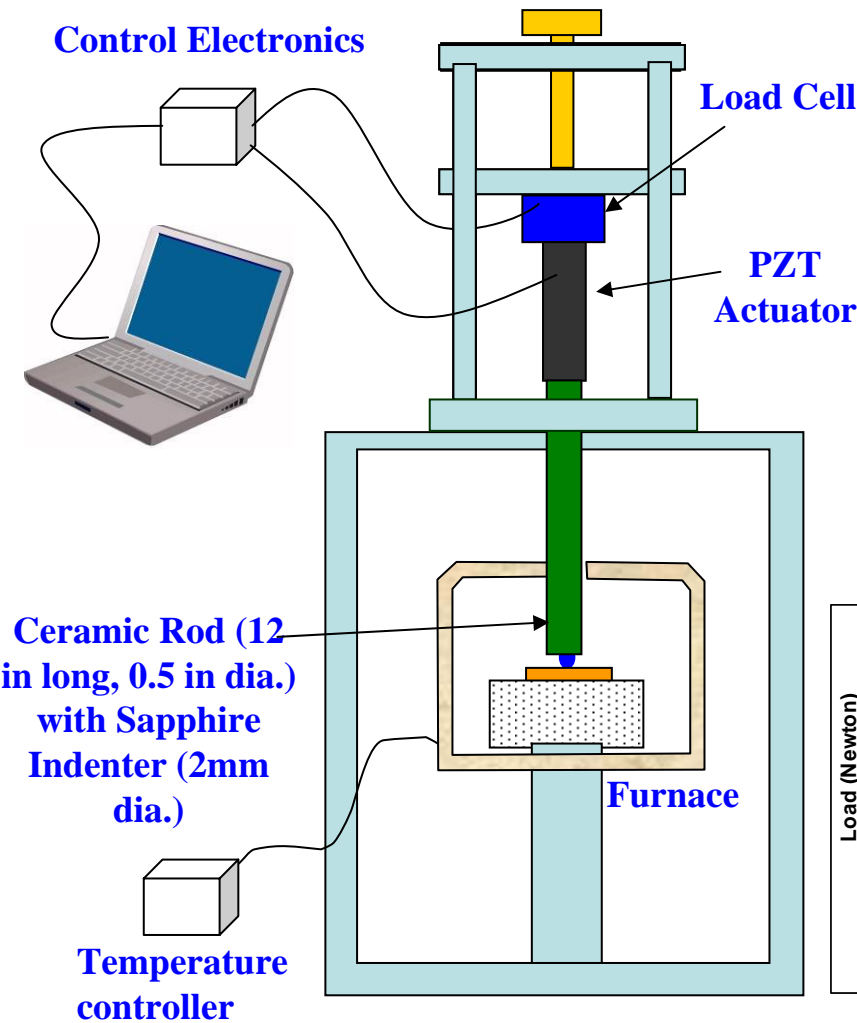 Control Electronics
Load Cell
PZT
Actuator
Ceramic Rod (12
in long, 0.5 in dia.)
with Sapphire
Indenter (2mm
dia.)
Furnace
Load (Newton)
Temperature
controller